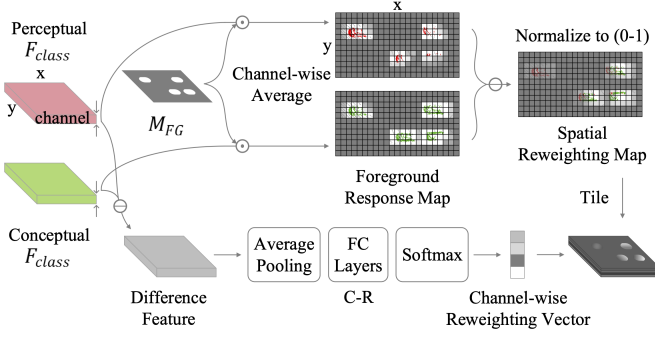 Perceptual
F_class
x
y
channel
M_FG
Channel-wise
Average
x
y
Foreground
Response Map
Normalize to (0-1)
Spatial
Reweighting Map
Tile
Conceptual
F_class
Difference
Feature
Average
Pooling
FC
Layers
Softmax
C-R
Channel-wise
Reweighting Vector